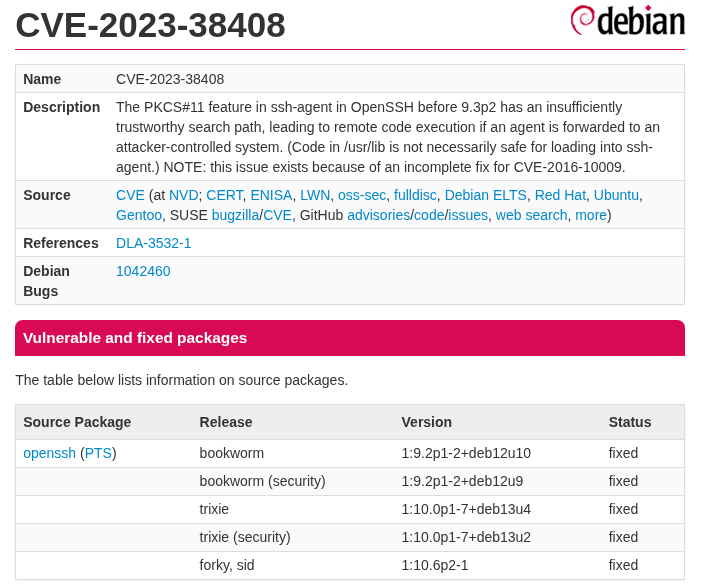 CVE-2023-38408
debian
Name CVE-2023-38408
Description The PKCS#11 feature in ssh-agent in OpenSSH before 9.3p2 has an insufficiently
trustworthy search path, leading to remote code execution if an agent is forwarded to an
attacker-controlled system. (Code in /usr/lib is not necessarily safe for loading into ssh-
agent.) NOTE: this issue exists because of an incomplete fix for CVE-2016-10009.
Source CVE (at NVD; CERT, ENISA, LWN, oss-sec, fulldisc, Debian ELTS, Red Hat, Ubuntu,
Gentoo, SUSE bugzilla/CVE, GitHub advisories/code/issues, web search, more)
References DLA-3532-1
Debian 1042460
Bugs
Vulnerable and fixed packages
The table below lists information on source packages.
Source Package Release Version Status
openssh (PTS) bookworm 1:9.2p1-2+deb12u10 fixed
bookworm (security) 1:9.2p1-2+deb12u9 fixed
trixie 1:10.0p1-7+deb13u4 fixed
trixie (security) 1:10.0p1-7+deb13u2 fixed
forky, sid 1:10.6p2-1 fixed